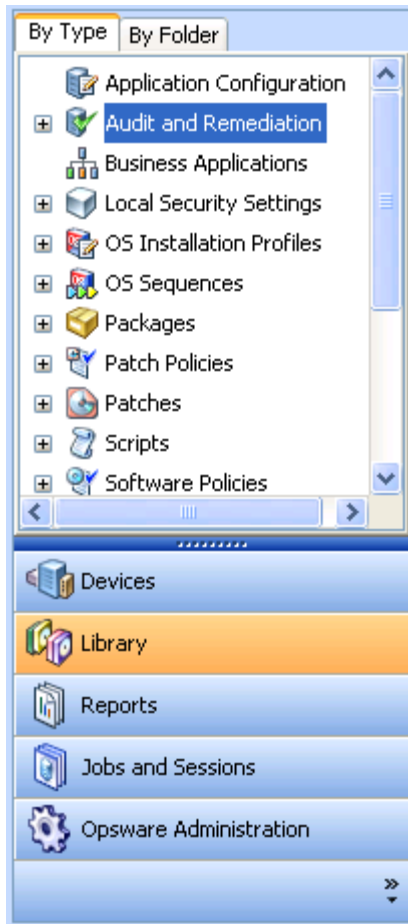 By Type By Folder
Application Configuration
Audit and Remediation
Business Applications
Local Security Settings
OS Installation Profiles
OS Sequences
Packages
Patch Policies
Patches
Scripts
Software Policies
Devices
Library
Reports
Jobs and Sessions
Opsware Administration